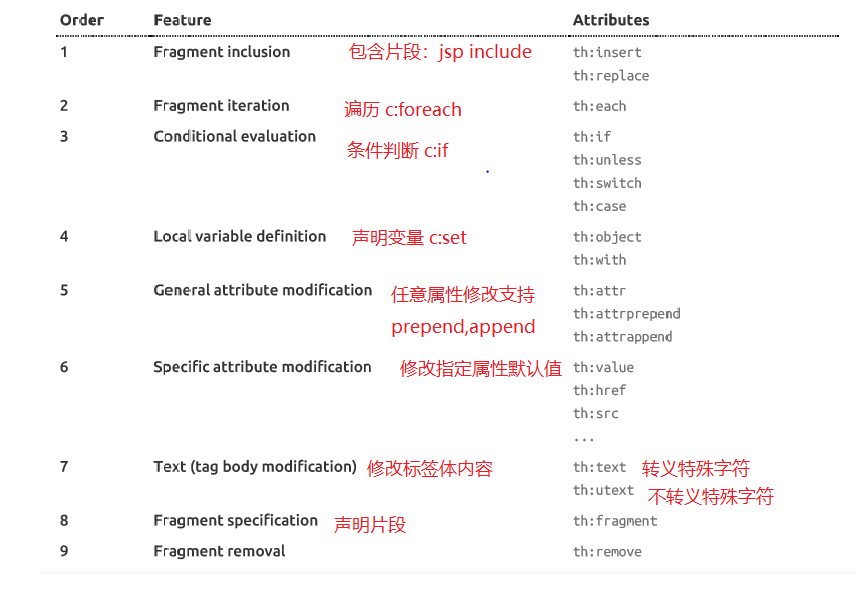 Order Feature Attributes
1 Fragment inclusion 包含片段：jsp include th:insert
th:replace
2 Fragment iteration 遍历 c:foreach th:each
3 Conditional evaluation 条件判断 c:if th:if
th:unless
th:switch
th:case
4 Local variable definition 声明变量 c:set th:object
th:with
5 General attribute modification 任意属性修改支持 th:attr
prepend,append th:attrprepend
th:attrappend
6 Specific attribute modification 修改指定属性默认值 th:value
th:href
th:src
...
7 Text (tag body modification) 修改标签体内容 th:text 转义特殊字符
th:utext 不转义特殊字符
8 Fragment specification 声明片段 th:fragment
9 Fragment removal th:remove